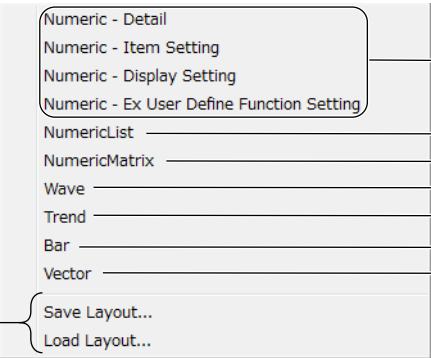 Numeric - Detail
Numeric - Item Setting
Numeric - Display Setting
Numeric - Ex User Define Function Setting
NumericList
NumericMatrix
Wave
Trend
Bar
Vector
Save Layout...
Load Layout...